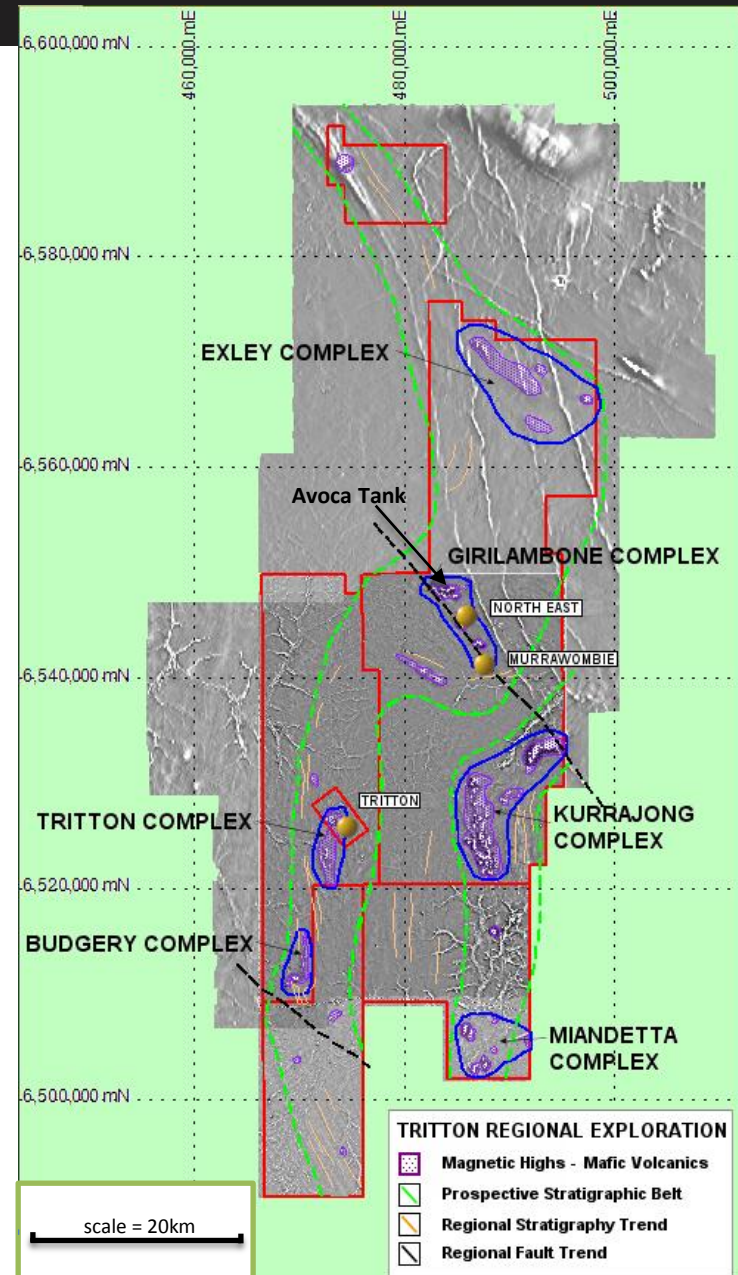 460,000 mE
480,000 mE
500,000 mE
6,600,000 mN
6,580,000 mN
EXLEY COMPLEX
6,560,000 mN
Avoca Tank
GIRILAMBONE COMPLEX
NORTH EAST
MURRAWOMBIE
6,540,000 mN
TRITTON
TRITTON COMPLEX
KURRAJONG
COMPLEX
6,520,000 mN
BUDGERY COMPLEX
MIANDETTA
COMPLEX
6,500,000 mN
TRITTON REGIONAL EXPLORATION
Magnetic Highs - Mafic Volcanics
Prospective Stratigraphic Belt
Regional Stratigraphy Trend
Regional Fault Trend
scale = 20km